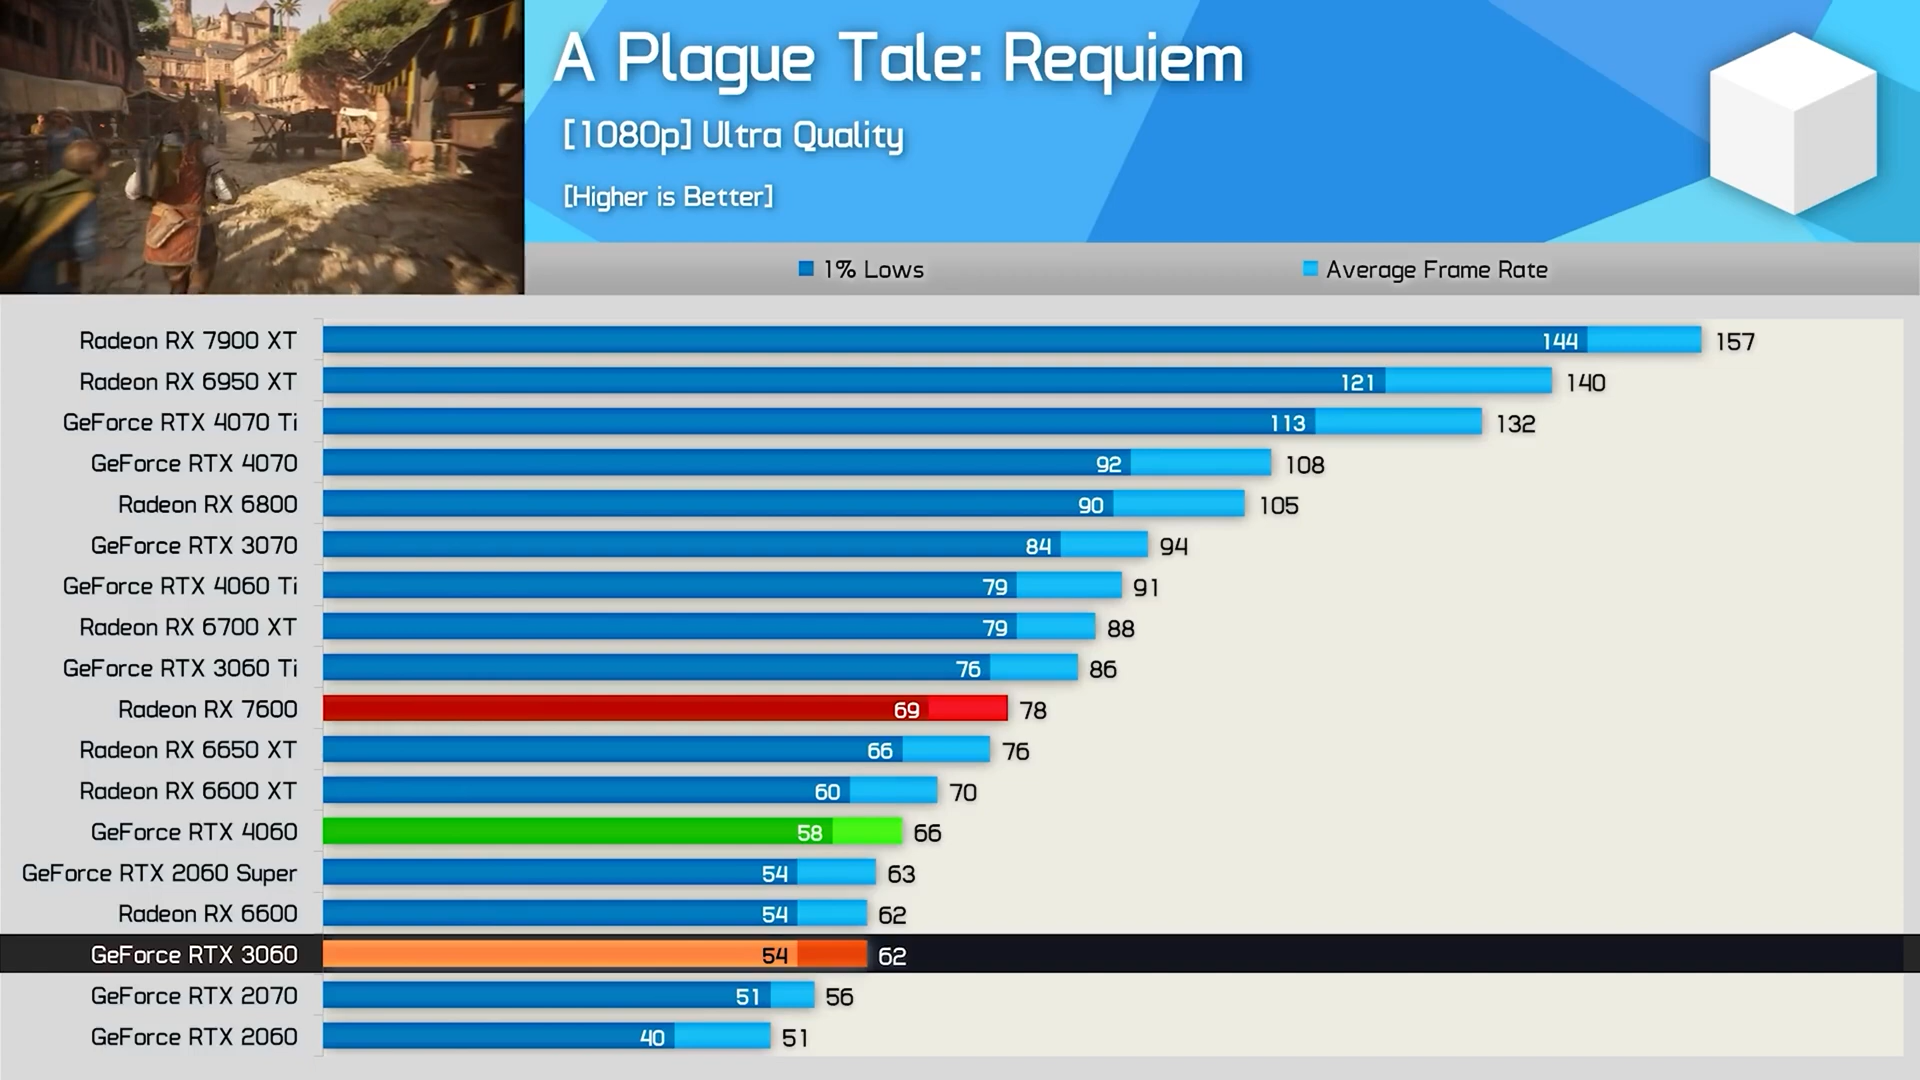 A Plague Tale: Requiem
[1080p] Ultra Quality
[Higher is Better]
1% Lows Average Frame Rate
Radeon RX 7900 XT 144 157
Radeon RX 6950 XT 121 140
GeForce RTX 4070 Ti 113 132
GeForce RTX 4070 92 108
Radeon RX 6800 90 105
GeForce RTX 3070 84 94
GeForce RTX 4060 Ti 79 91
Radeon RX 6700 XT 79 88
GeForce RTX 3060 Ti 76 86
Radeon RX 7600 69 78
Radeon RX 6650 XT 66 76
Radeon RX 6600 XT 60 70
GeForce RTX 4060 58 66
GeForce RTX 2060 Super 54 63
Radeon RX 6600 54 62
GeForce RTX 3060 54 62
GeForce RTX 2070 51 56
GeForce RTX 2060 40 51